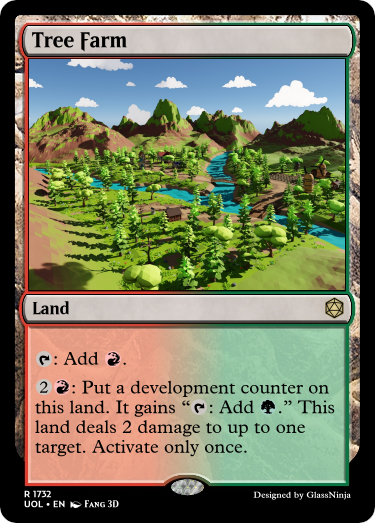 Tree Farm
Land
: Add .
2 : Put a development counter on
this land. It gains “: Add .” This
land deals 2 damage to up to one
target. Activate only once.
R 1732
UOL • EN Fang 3D
Designed by GlassNinja